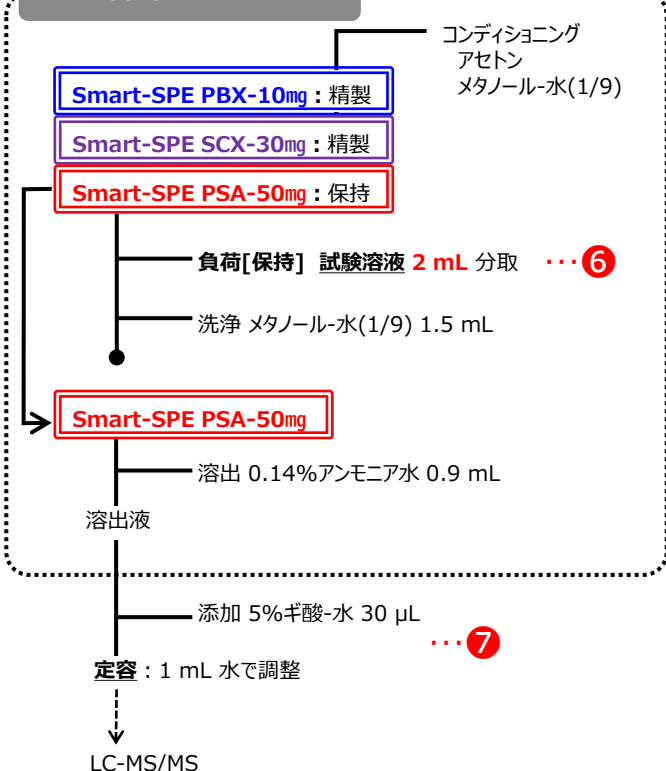 コンディショニング
アセトン
メタノール-水(1/9)
Smart-SPE PBX-10㎎：精製
Smart-SPE SCX-30㎎：精製
Smart-SPE PSA-50㎎：保持
負荷[保持] 試験溶液 2 mL 分取 ･･･❻
洗浄 メタノール-水(1/9) 1.5 mL
Smart-SPE PSA-50㎎
溶出 0.14%アンモニア水 0.9 mL
溶出液
添加 5%ギ酸-水 30 µL
･･･❼
定容：1 mL 水で調整
LC-MS/MS